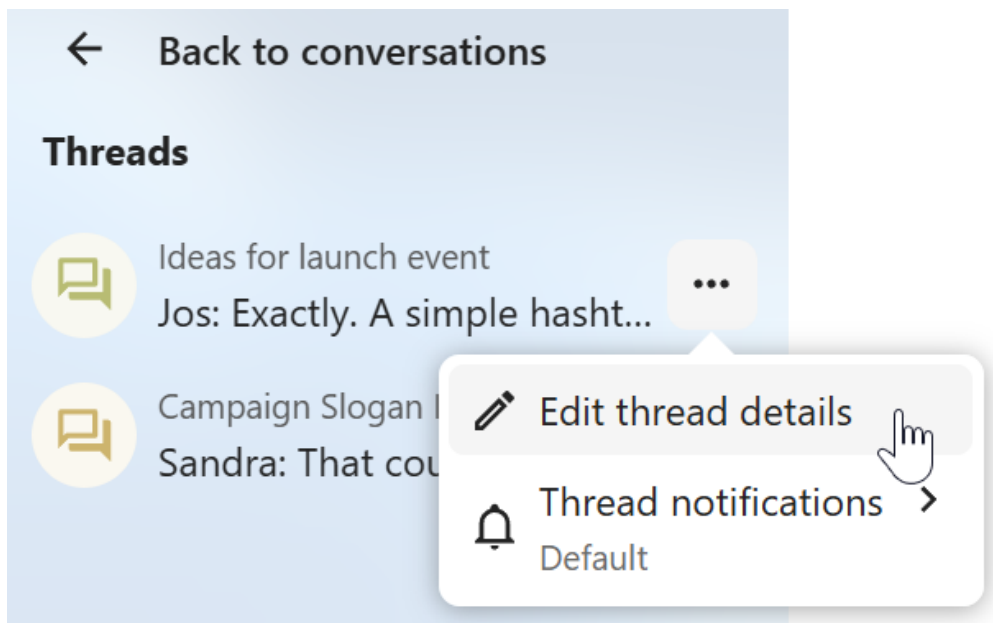 Back to conversations
Threads
Ideas for launch event
Jos: Exactly. A simple hasht...
Campaign Slogan
Sandra: That cou
Edit thread details
Thread notifications
Default